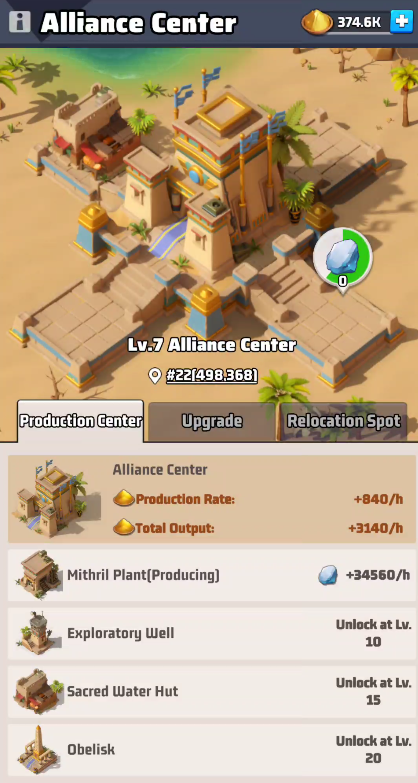 Alliance Center
374.6K
0
Lv.7 Alliance Center
#22[498,368]
Production Center
Upgrade
Relocation Spot
Alliance Center
Production Rate: +840/h
Total Output: +3140/h
Mithril Plant[Producing] +34560/h
Exploratory Well
Unlock at Lv.
10
Sacred Water Hut
Unlock at Lv.
15
Obelisk
Unlock at Lv.
20